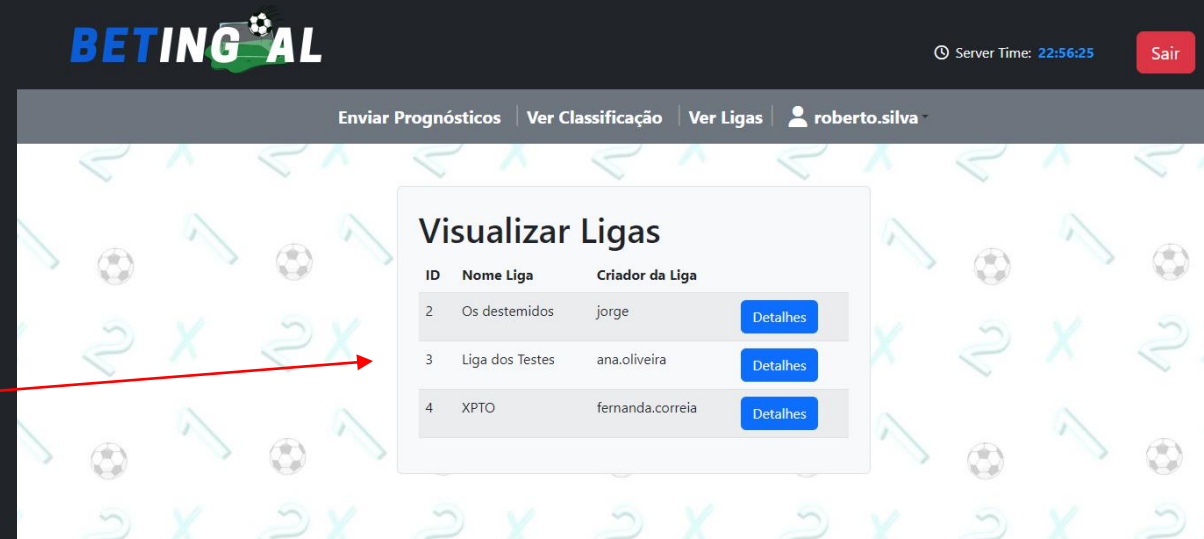 BETINGOAL
Server Time: 22:56:25
Sair
Enviar Prognósticos Ver Classificação Ver Ligas roberto.silva
Visualizar Ligas
ID Nome Liga Criador da Liga
2 Os destemidos jorge Detalhes
3 Liga dos Testes ana.oliveira Detalhes
4 XPTO fernanda.correia Detalhes